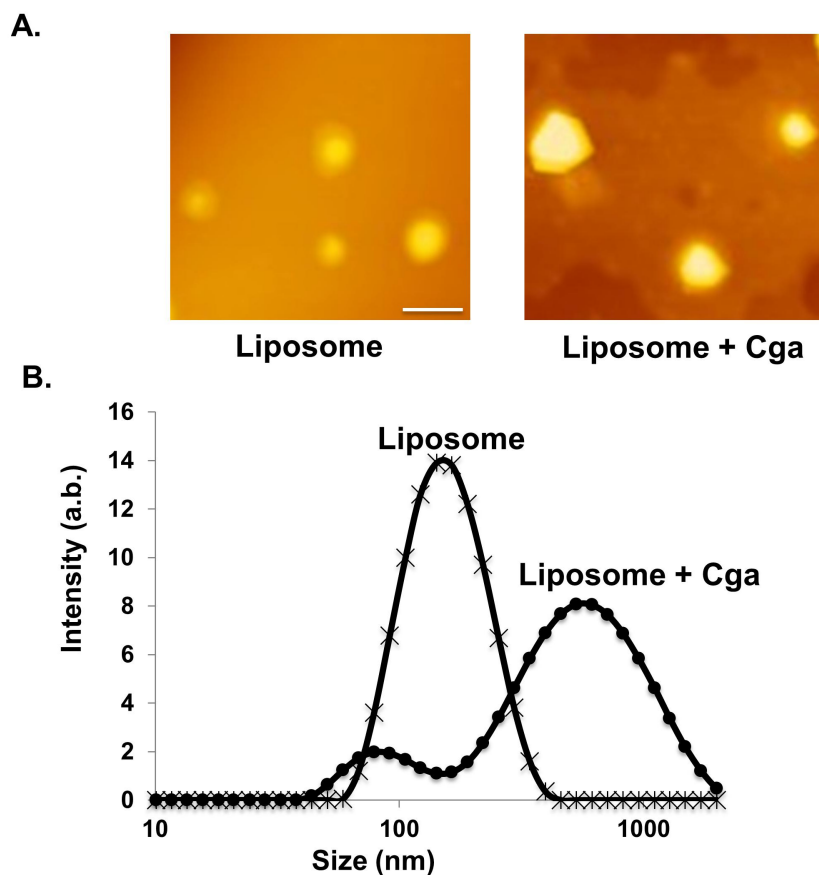 A.
Liposome
Liposome + Cga
B.
16
14
12
10
8
6
4
2
0
Intensity (a.b.)
Liposome
Liposome + Cga
10
100
1000
Size (nm)